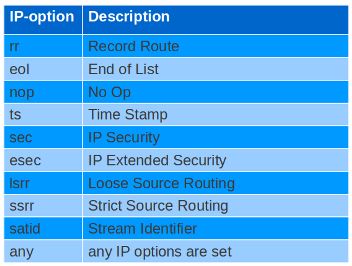 IP-option Description
rr Record Route
eol End of List
nop No Op
ts Time Stamp
sec IP Security
esec IP Extended Security
lsrr Loose Source Routing
ssrr Strict Source Routing
satid Stream Identifier
any any IP options are set